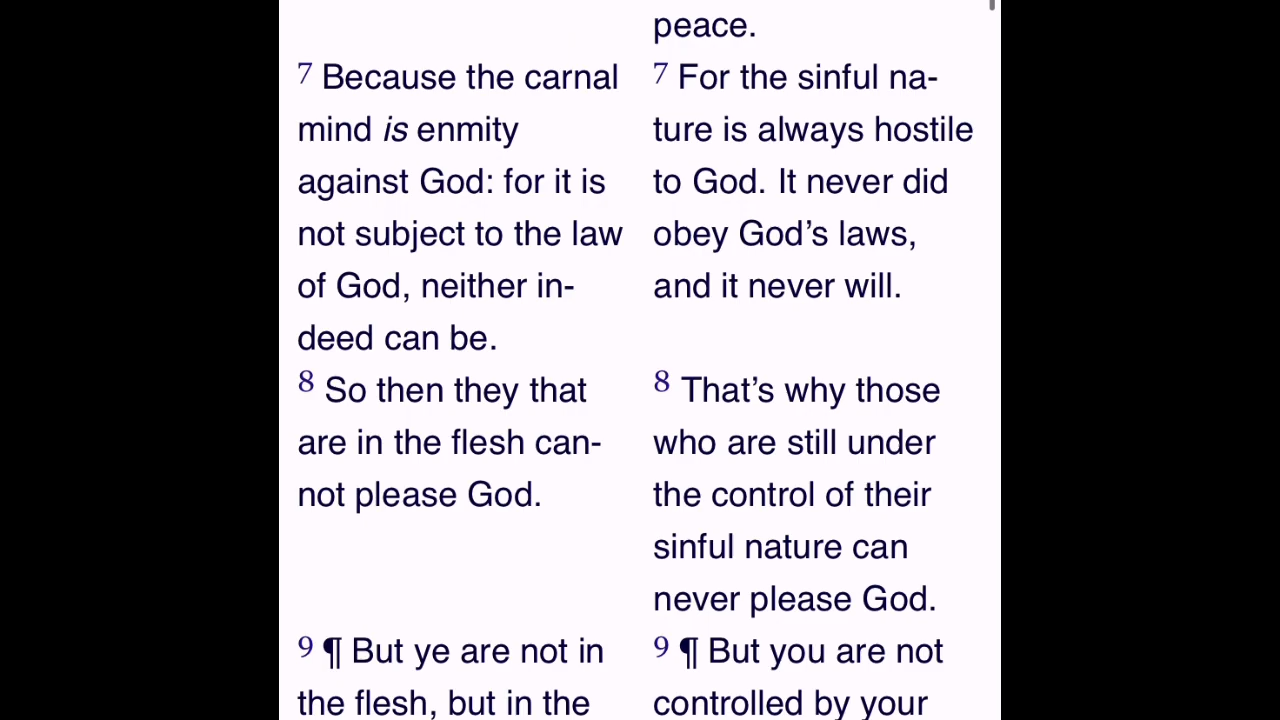 7 Because the carnal
mind is enmity
against God: for it is
not subject to the law
of God, neither in-
deed can be.
8 So then they that
are in the flesh can-
not please God.
9 ¶ But ye are not in
the flesh, but in the
peace.
7 For the sinful na-
ture is always hostile
to God. It never did
obey God’s laws,
and it never will.
8 That’s why those
who are still under
the control of their
sinful nature can
never please God.
9 ¶ But you are not
controlled by your